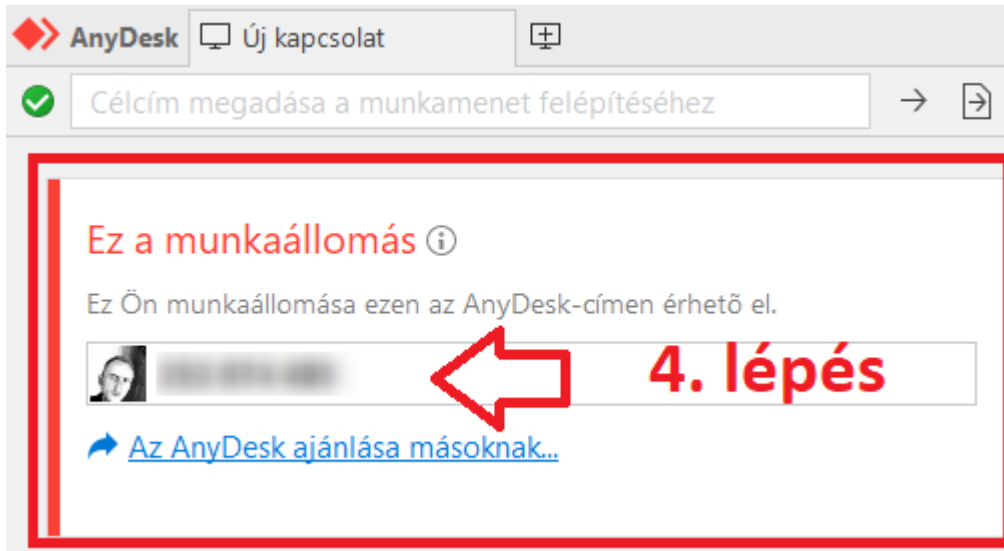 AnyDesk Új kapcsolat
Célcím megadása a munkamenet felépítéséhez
Ez a munkaállomás
Ez Ön munkaállomása ezen az AnyDesk-címen érhetõ el.
4. lépés
Az AnyDesk ajánlása másoknak...